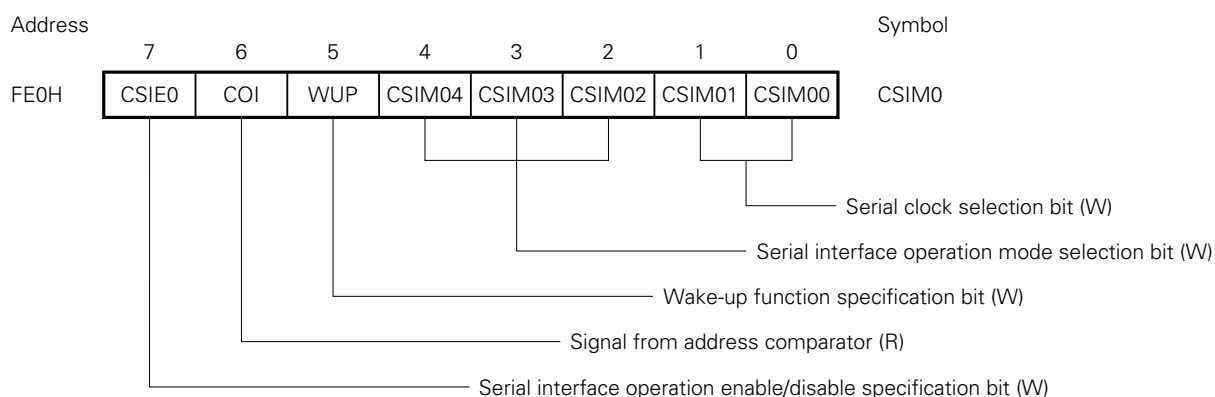 Address Symbol
7 6 5 4 3 2 1 0
FE0H CSIE0 COI WUP CSIM04 CSIM03 CSIM02 CSIM01 CSIM00 CSIM0
Serial clock selection bit (W)
Serial interface operation mode selection bit (W)
Wake-up function specification bit (W)
Signal from address comparator (R)
Serial interface operation enable/disable specification bit (W)